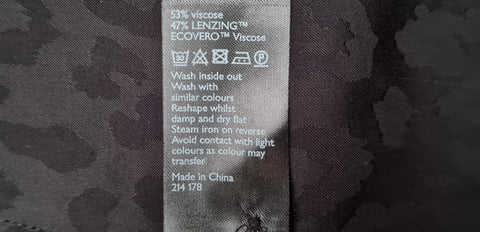 53% viscose
47% LENZING™
ECOVERO™ Viscose
30 P
Wash inside out
Wash with
similar colours
Reshape whilst
damp and dry flat
Steam iron on reverse
Avoid contact with light
colours as colour may
transfer
Made in China
214 178